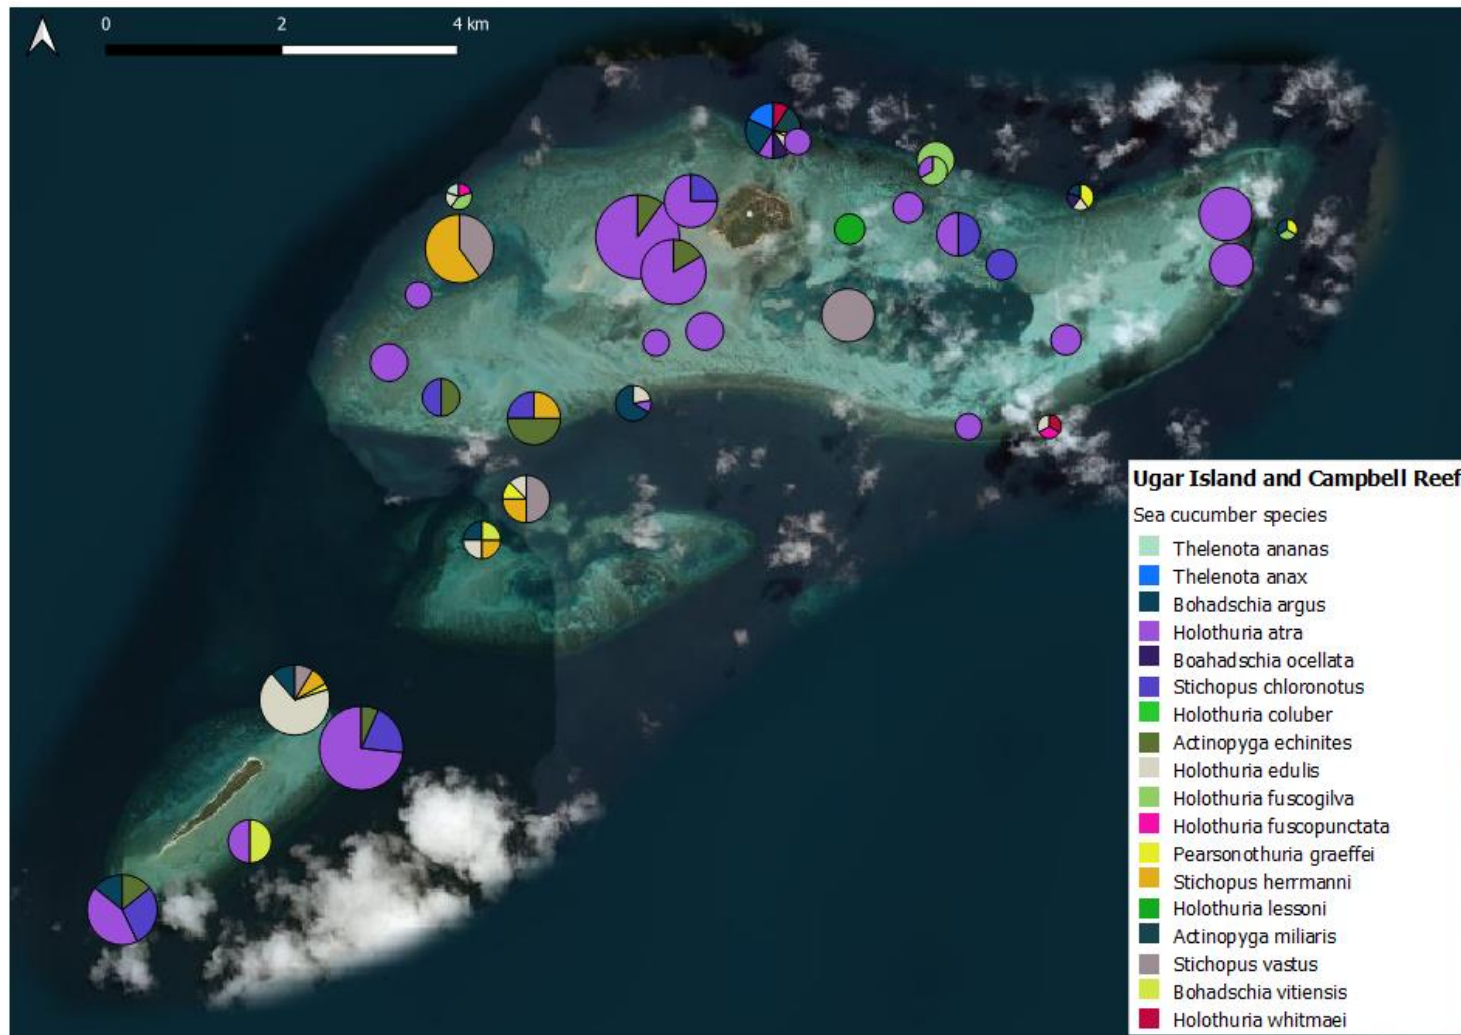 0 2 4 km
Ugar Island and Campbell Reef
Sea cucumber species
Thelenota ananas
Thelenota anax
Bohadschia argus
Holothuria atra
Boahadschia ocellata
Stichopus chloronotus
Holothuria coluber
Actinopyga echinites
Holothuria edulis
Holothuria fuscogilva
Holothuria fuscopunctata
Pearsonothuria graeffei
Stichopus herrmanni
Holothuria lessoni
Actinopyga miliaris
Stichopus vastus
Bohadschia vitiensis
Holothuria whitmaei